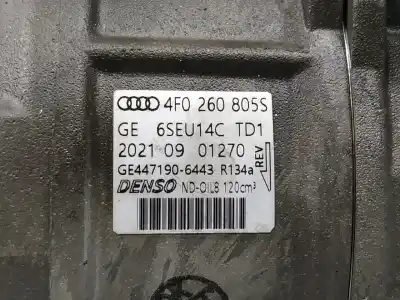 4F0 260 805S
GE 6SEU14C TD1
2021 09 01270
REV
GE447190-6443 R134a
DENSO ND-OIL8 120cm³